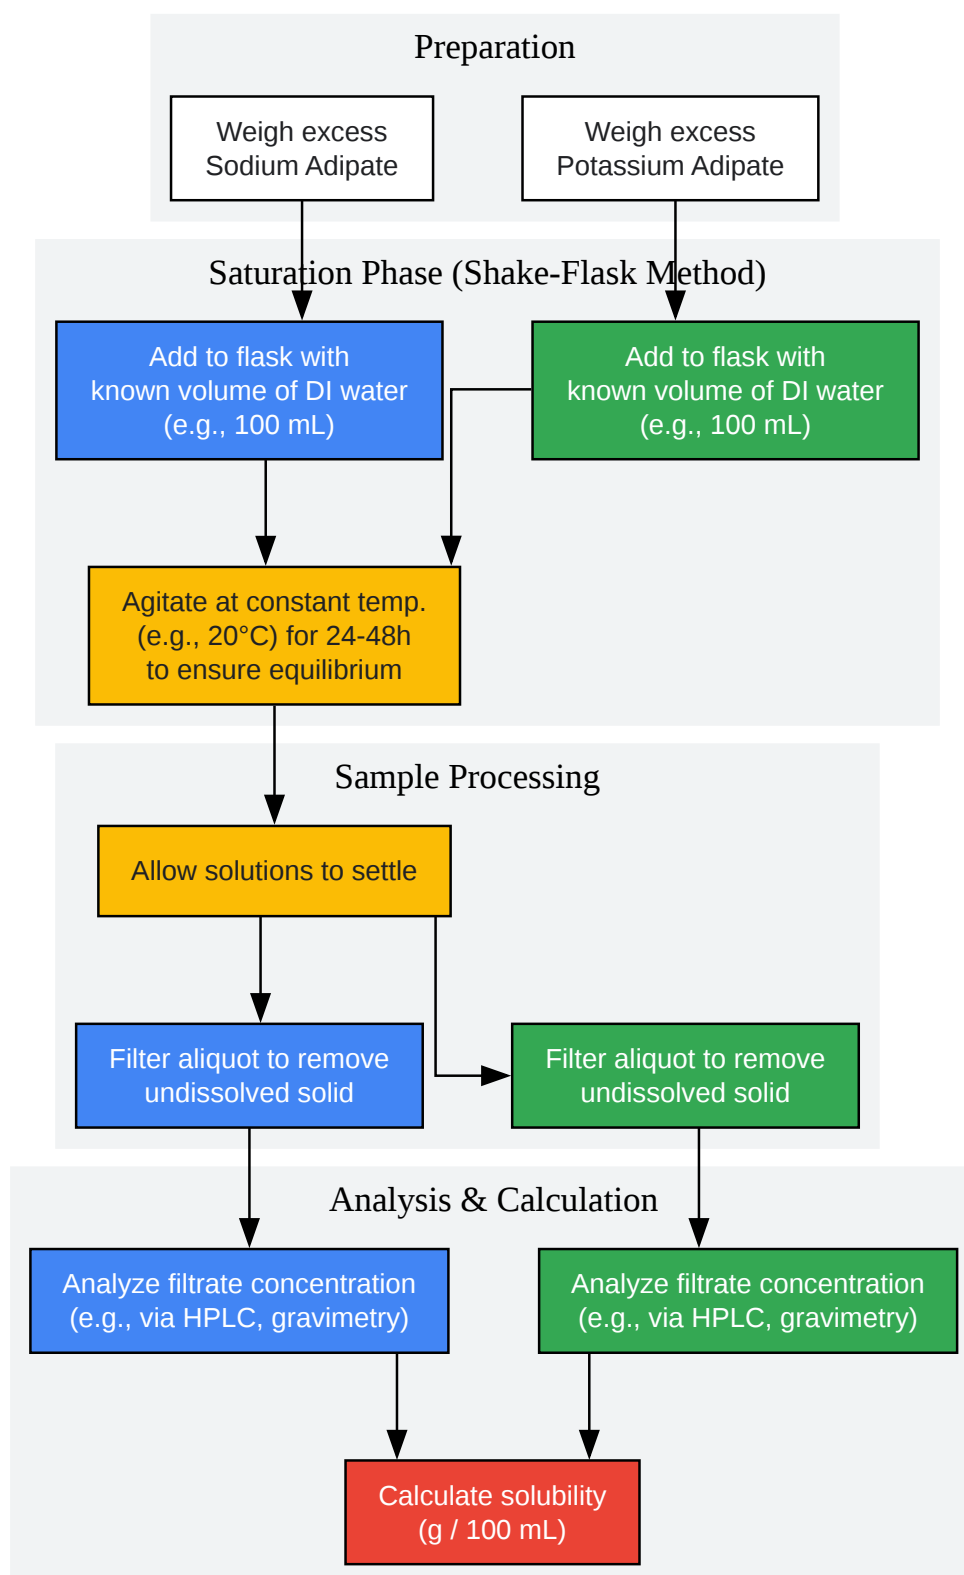 Preparation
Weigh excess
Sodium Adipate
Weigh excess
Potassium Adipate
Saturation Phase (Shake-Flask Method)
Add to flask with
known volume of DI water
(e.g., 100 mL)
Add to flask with
known volume of DI water
(e.g., 100 mL)
Agitate at constant temp.
(e.g., 20°C) for 24-48h
to ensure equilibrium
Sample Processing
Allow solutions to settle
Filter aliquot to remove
undissolved solid
Filter aliquot to remove
undissolved solid
Analysis & Calculation
Analyze filtrate concentration
(e.g., via HPLC, gravimetry)
Analyze filtrate concentration
(e.g., via HPLC, gravimetry)
Calculate solubility
(g / 100 mL)